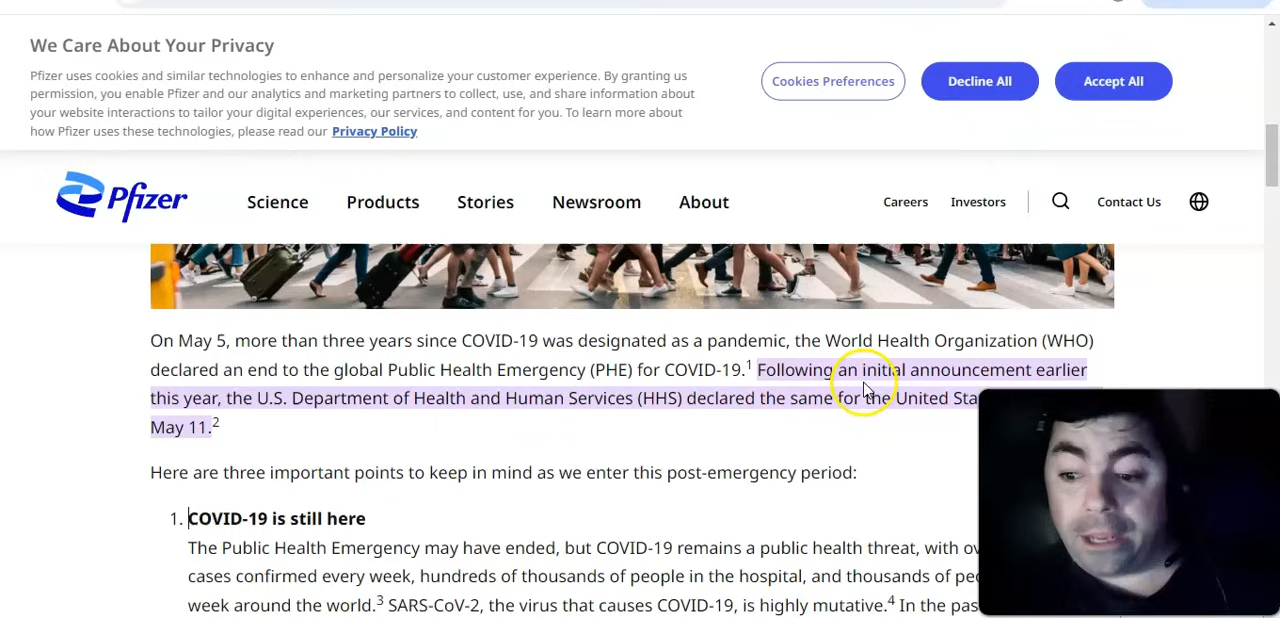 We Care About Your Privacy
Pfizer uses cookies and similar technologies to enhance and personalize your customer experience. By granting us
permission, you enable Pfizer and our analytics and marketing partners to collect, use, and share information about
your website interactions to tailor your digital experiences, our services, and content for you. To learn more about
how Pfizer uses these technologies, please read our Privacy Policy
Cookies Preferences
Decline All
Accept All
Pfizer
Science
Products
Stories
Newsroom
About
Careers
Investors
Contact Us
On May 5, more than three years since COVID-19 was designated as a pandemic, the World Health Organization (WHO)
declared an end to the global Public Health Emergency (PHE) for COVID-19.1 Following an initial announcement earlier
this year, the U.S. Department of Health and Human Services (HHS) declared the same for the United
May 11.2
Here are three important points to keep in mind as we enter this post-emergency period:
1. COVID-19 is still here
The Public Health Emergency may have ended, but COVID-19 remains a public health threat, with
cases confirmed every week, hundreds of thousands of people in the hospital, and thousands of
week around the world.3 SARS-CoV-2, the virus that causes COVID-19, is highly mutative.4 In the